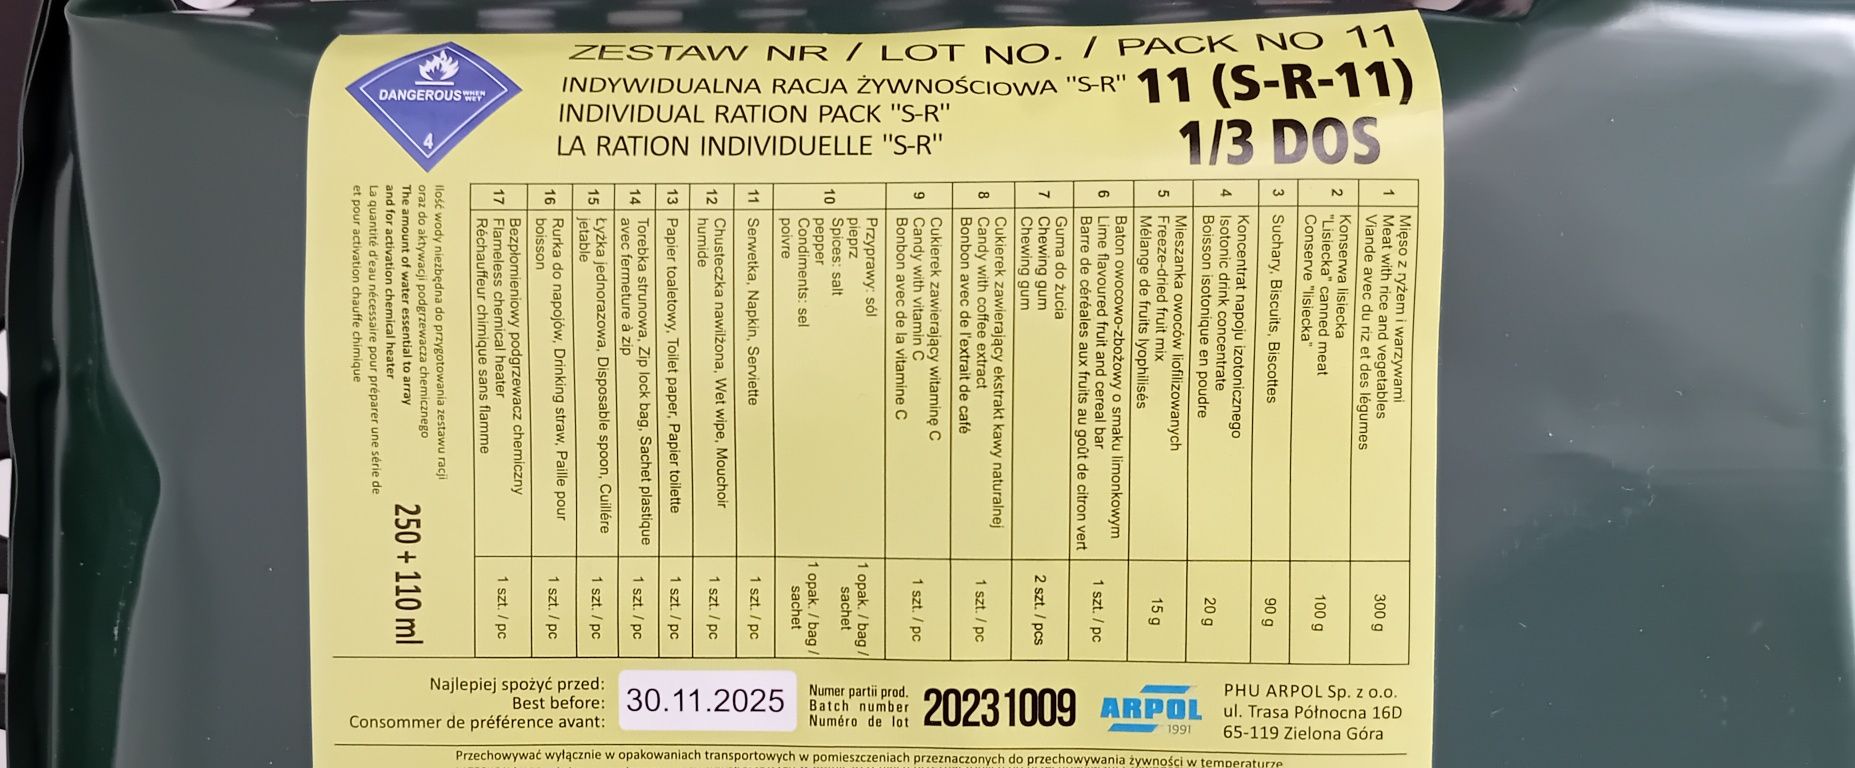 DANGEROUS WHEN WET
4
ZESTAW NR / LOT NO. / PACK NO 11
INDYWIDUALNA RACJA ŻYWNOŚCIOWA "S-R" 11 (S-R-11)
INDIVIDUAL RATION PACK "S-R"
LA RATION INDIVIDUELLE "S-R"
1/3 DOS
1
Mięso z ryżem i warzywami
Meat with rice and vegetables
Viande avec du riz et des légumes
300 g
2
Konserwa lisiecka
"Lisiecka" canned meat
Conserve "lisiecka"
100 g
3
Suchary, Biscuits, Biscottes
90 g
4
Koncentrat napoju izotonicznego
Isotonic drink concentrate
Boisson isotonique en poudre
20 g
5
Mieszanka owoców liofilizowanych
Freeze-dried fruit mix
Mélange de fruits lyophilisés
15 g
6
Baton owocowo-zbożowy o smaku limonkowym
Lime flavoured fruit and cereal bar
Barre de céréales aux fruits au goût de citron vert
1 szt. / pc
7
Guma do żucia
Chewing gum
Chewing gum
2 szt. / pcs
8
Cukierek zawierający ekstrakt kawy naturalnej
Candy with coffee extract
Bonbon avec de l'extrait de café
1 szt. / pc
9
Cukierek zawierający witaminę C
Candy with vitamin C
Bonbon avec de la vitamine C
1 szt. / pc
10
Przyprawy: sól
pieprz
Spices: salt
pepper
Condiments: sel
poivre
1 opak. / bag /
sachet
1 opak. / bag /
sachet
11
Serwetka, Napkin, Serviette
1 szt. / pc
12
Chusteczka nawilżona, Wet wipe, Mouchoir
humide
1 szt. / pc
13
Papier toaletowy, Toilet paper, Papier toilette
1 szt. / pc
14
Torebka strunowa, Zip lock bag, Sachet plastique
avec fermeture à zip
1 szt. / pc
15
Łyżka jednorazowa, Disposable spoon, Cuillére
jetable
1 szt. / pc
16
Rurka do napojów, Drinking straw, Paille pour
boisson
1 szt. / pc
17
Bezpłomieniowy podgrzewacz chemiczny
Flameless chemical heater
Réchauffeur chimique sans flamme
1 szt. / pc
Ilość wody niezbędna do przygotowania zestawu racji
oraz do aktywacji podgrzewacza chemicznego
The amount of water essential to array
and for activation chemical heater
La quantité d'eau nécessaire pour préparer une série de
et pour activation chauffe chimique
250 + 110 ml
Najlepiej spożyć przed:
Best before:
Consommer de préférence avant:
30.11.2025
Numer partii prod.
Batch number
Numéro de lot
20231009
ARPOL
1991
PHU ARPOL Sp. z o.o.
ul. Trasa Północna 16D
65-119 Zielona Góra
Przechowywać wyłącznie w opakowaniach transportowych w pomieszczeniach przeznaczonych do przechowywania żywności w temperaturze